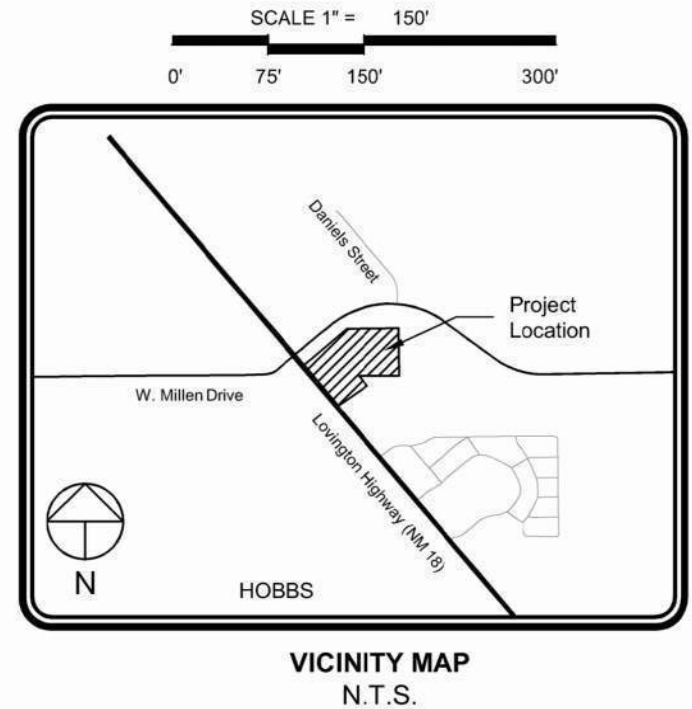 SCALE 1" = 150'
0' 75' 150' 300'
Daniels Street
Project
Location
W. Millen Drive
Lovington Highway (NM 18)
N
HOBBS
VICINITY MAP
N.T.S.